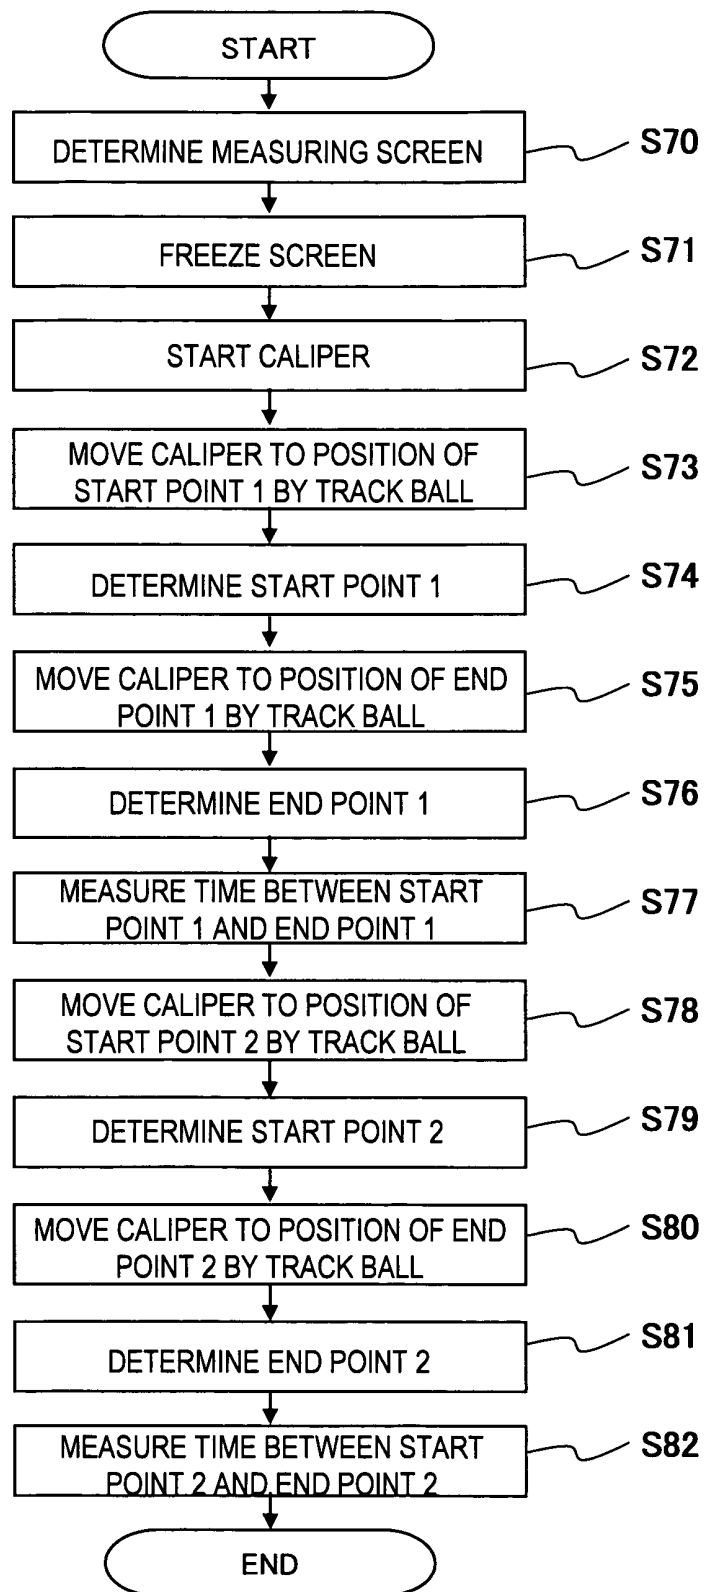 START
DETERMINE MEASURING SCREEN
S70
FREEZE SCREEN
S71
START CALIPER
S72
MOVE CALIPER TO POSITION OF
START POINT 1 BY TRACK BALL
S73
DETERMINE START POINT 1
S74
MOVE CALIPER TO POSITION OF END
POINT 1 BY TRACK BALL
S75
DETERMINE END POINT 1
S76
MEASURE TIME BETWEEN START
POINT 1 AND END POINT 1
S77
MOVE CALIPER TO POSITION OF
START POINT 2 BY TRACK BALL
S78
DETERMINE START POINT 2
S79
MOVE CALIPER TO POSITION OF END
POINT 2 BY TRACK BALL
S80
DETERMINE END POINT 2
S81
MEASURE TIME BETWEEN START
POINT 2 AND END POINT 2
S82
END